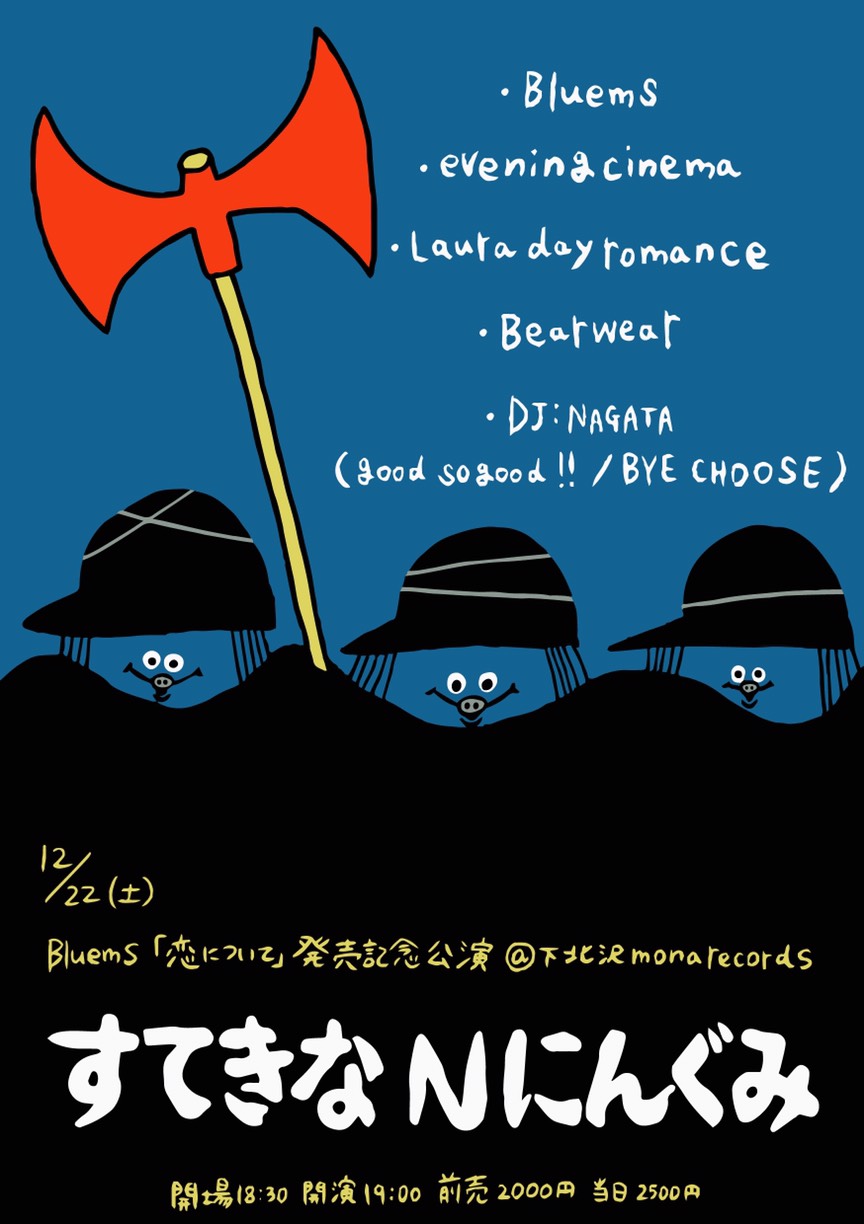 ・Bluems
・evening cinema
・Laura day romance
・Bearwear
・DJ:NAGATA
(good sogood!!/BYE CHOOSE)
12/22(土)
Bluems「恋について」発売記念公演@下北沢monarecords
すてきなNにんぐみ
開場18:30 開演19:00 前売2000円 当日2500円